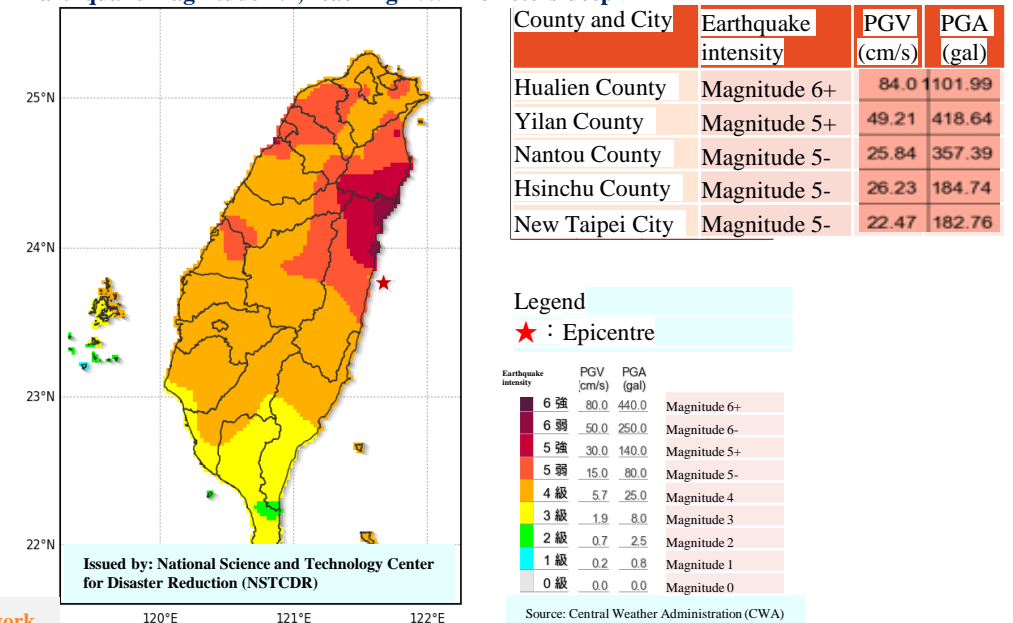 County and City Earthquake intensity PGV (cm/s) PGA (gal)
Hualien County Magnitude 6+ 84.0 1101.99
Yilan County Magnitude 5+ 49.21 418.64
Nantou County Magnitude 5- 25.84 357.39
Hsinchu County Magnitude 5- 26.23 184.74
New Taipei City Magnitude 5- 22.47 182.76
25°N
24°N
23°N
22°N
120°E 121°E 122°E
Issued by: National Science and Technology Center
for Disaster Reduction (NSTCDR)
Legend
★ : Epicentre
Earthquake intensity PGV (cm/s) PGA (gal)
6 強 80.0 440.0 Magnitude 6+
6 弱 50.0 250.0 Magnitude 6-
5 強 30.0 140.0 Magnitude 5+
5 弱 15.0 80.0 Magnitude 5-
4 級 5.7 25.0 Magnitude 4
3 級 1.9 8.0 Magnitude 3
2 級 0.7 2.5 Magnitude 2
1 級 0.2 0.8 Magnitude 1
0 級 0.0 0.0 Magnitude 0
Source: Central Weather Administration (CWA)
work